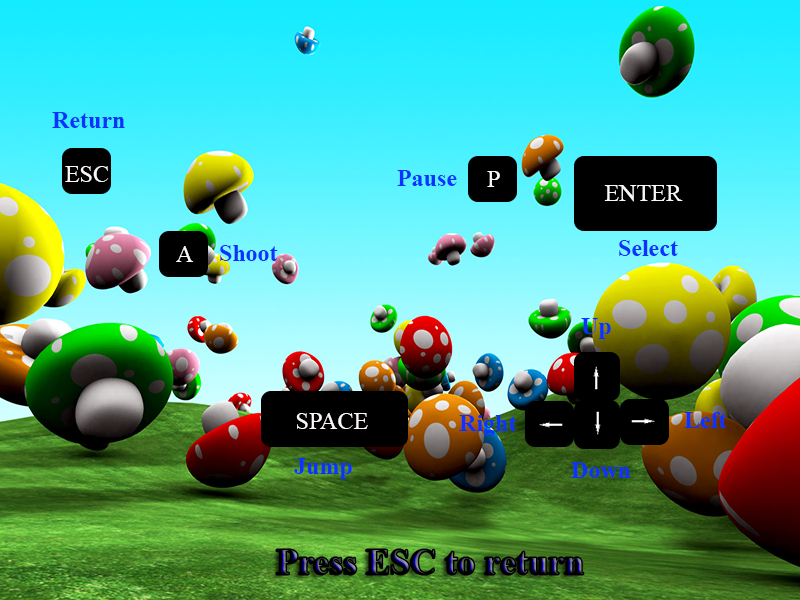 Return
ESC
Pause
P
ENTER
A
Shoot
Select
Up
SPACE
Right
Left
Jump
Down
Press ESC to return